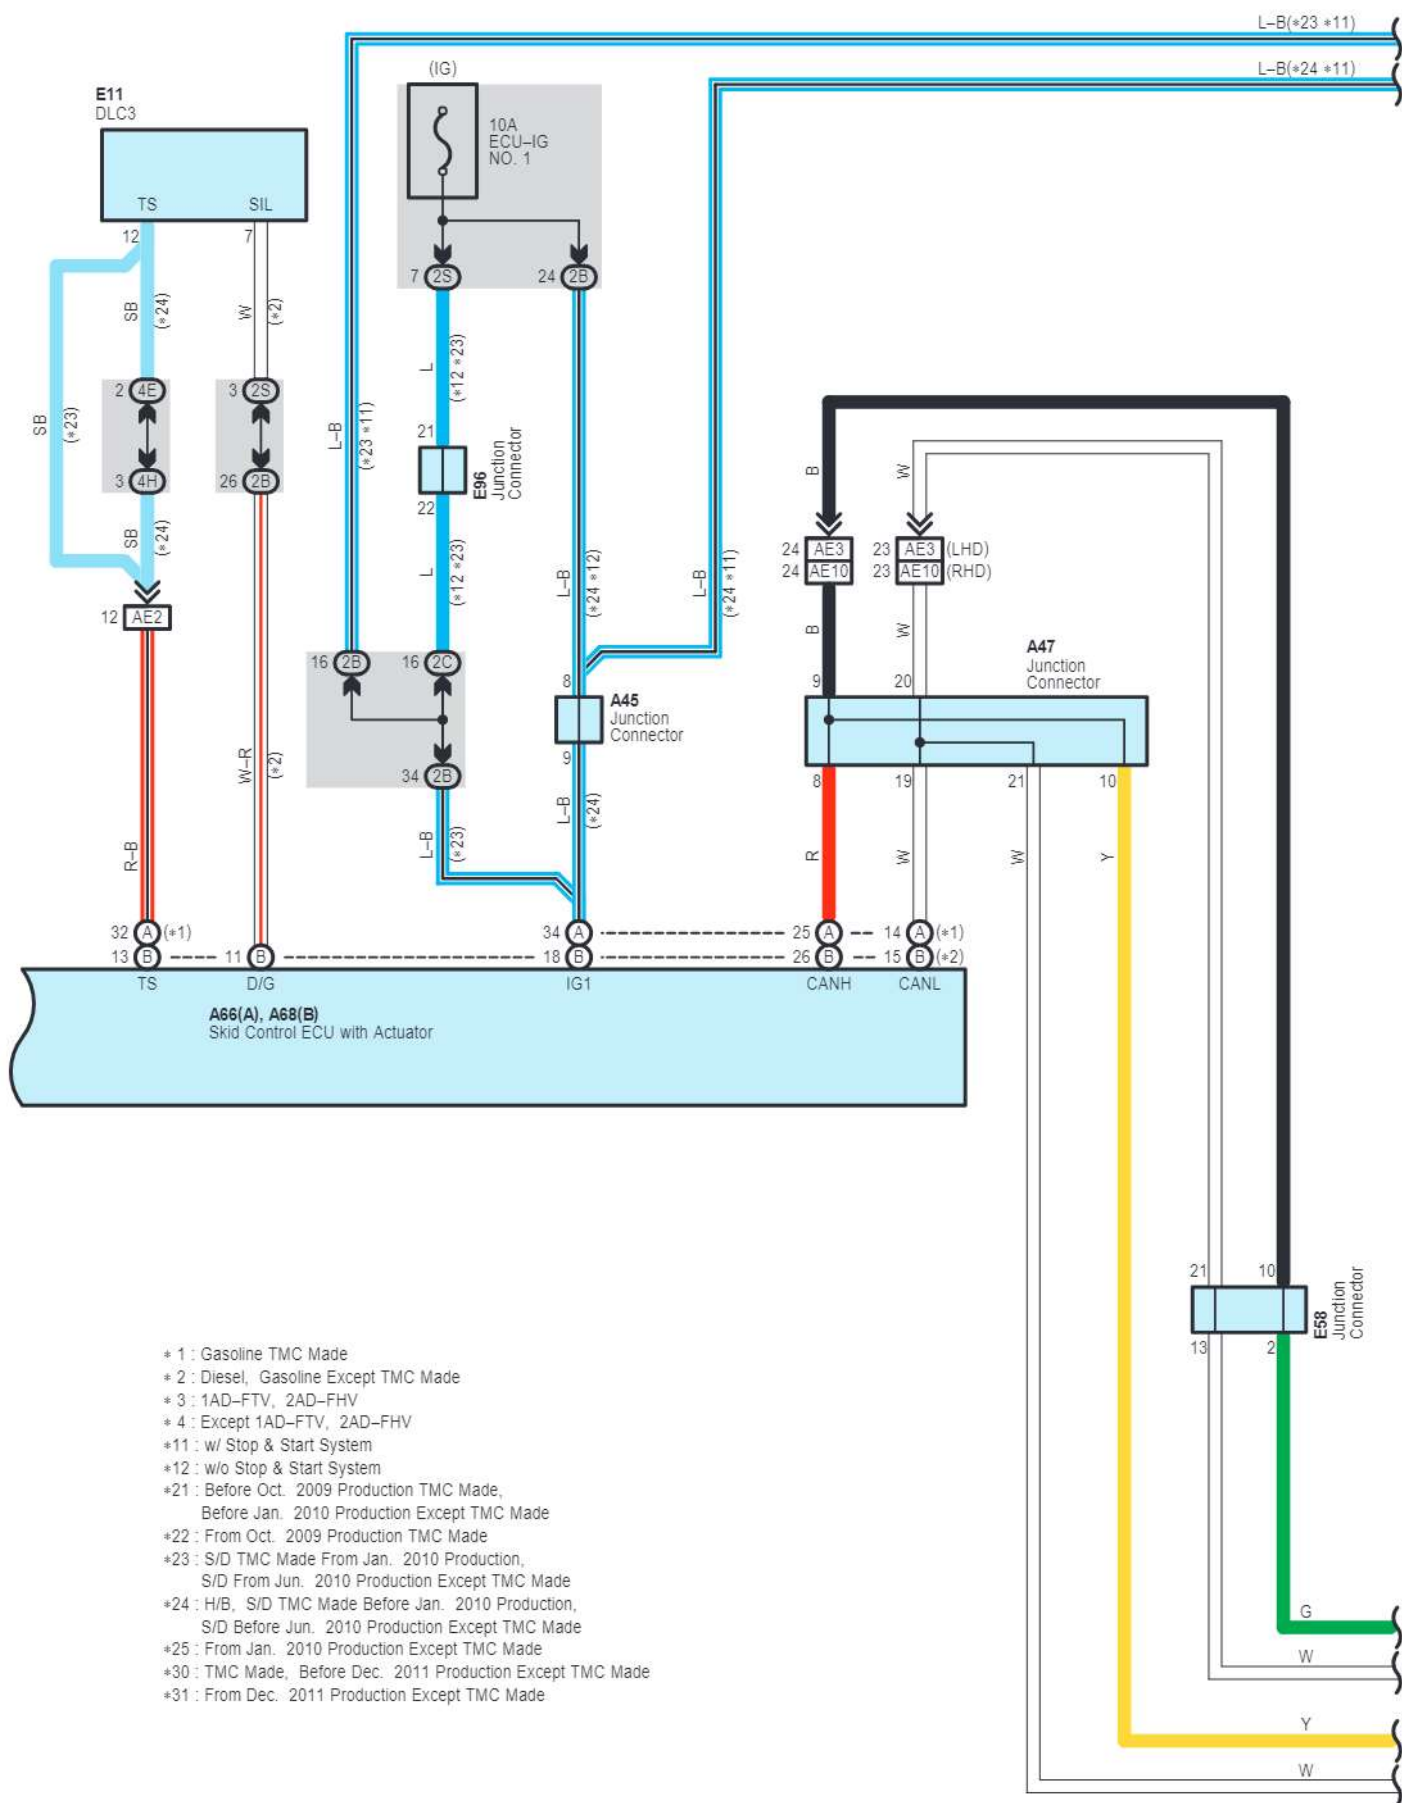 L–B(*23 *11)
L–B(*24 *11)
(IG)
E11
DLC3
10A
ECU–IG
NO. 1
TS
SIL
12
7
7
2S
24
2B
SB
(*24)
W
(*2)
L
(*12 *23)
SB
(*23)
2
4E
3
2S
L–B
(*23 *11)
21
E96
Junction
Connector
22
3
4H
26
2B
SB
(*24)
L
(*12 *23)
L–B
(*24 *12)
L–B
(*24 *11)
B
W
24
AE3
23
AE3
(LHD)
24
AE10
23
AE10
(RHD)
12
AE2
B
W
16
2B
16
2C
8
A45
Junction
Connector
9
34
2B
A47
Junction
Connector
9
20
8
19
21
10
R–B
W–R
(*2)
L–B
(*23)
L–B
(*24)
R
W
W
Y
32
A
(*1)
34
A
25
A
14
A
(*1)
13
B
11
B
18
B
26
B
15
B
(*2)
TS
D/G
IG1
CANH
CANL
A66(A), A68(B)
Skid Control ECU with Actuator
21
10
E58
Junction
Connector
13
2
* 1 : Gasoline TMC Made
* 2 : Diesel, Gasoline Except TMC Made
* 3 : 1AD–FTV, 2AD–FHV
* 4 : Except 1AD–FTV, 2AD–FHV
*11 : w/ Stop & Start System
*12 : w/o Stop & Start System
*21 : Before Oct. 2009 Production TMC Made,
Before Jan. 2010 Production Except TMC Made
*22 : From Oct. 2009 Production TMC Made
*23 : S/D TMC Made From Jan. 2010 Production,
S/D From Jun. 2010 Production Except TMC Made
*24 : H/B, S/D TMC Made Before Jan. 2010 Production,
S/D Before Jun. 2010 Production Except TMC Made
*25 : From Jan. 2010 Production Except TMC Made
*30 : TMC Made, Before Dec. 2011 Production Except TMC Made
*31 : From Dec. 2011 Production Except TMC Made
G
W
Y
W